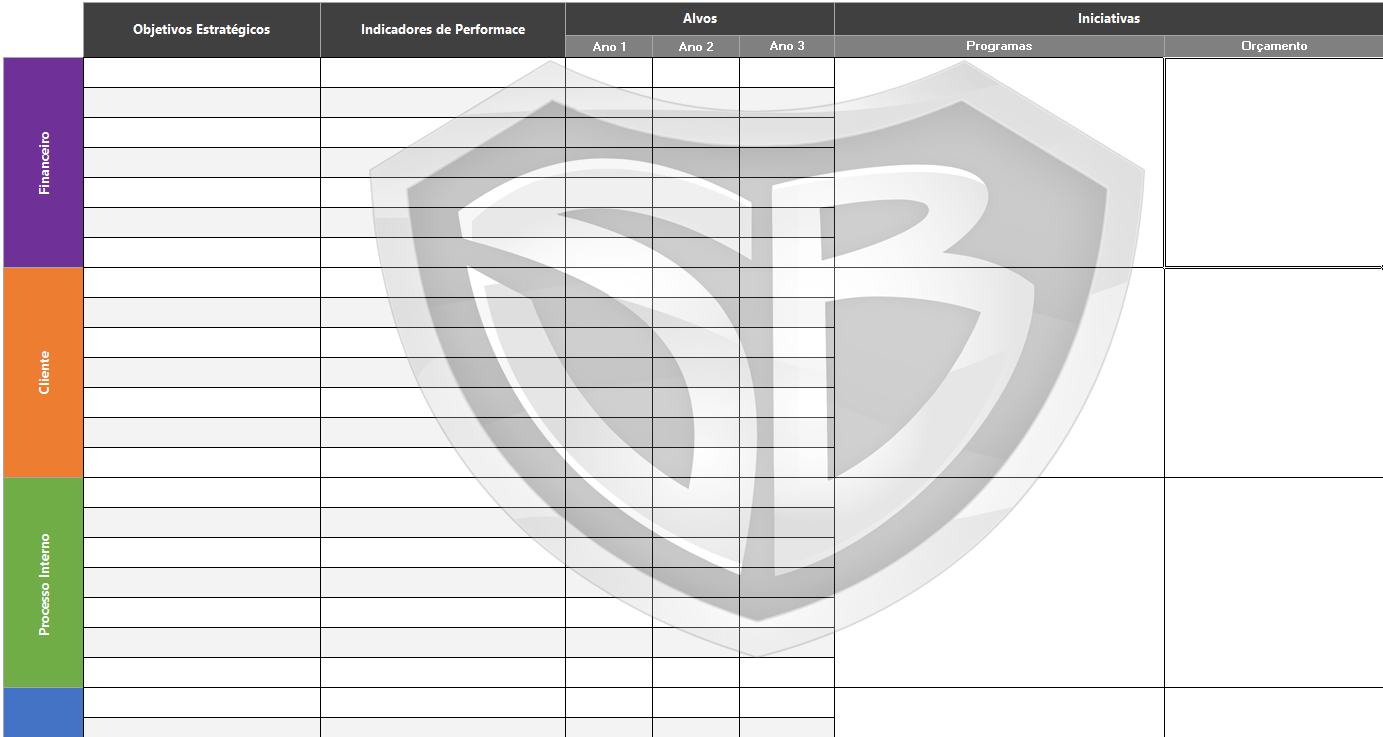 Objetivos Estratégicos
Indicadores de Performace
Alvos
Iniciativas
Ano 1
Ano 2
Ano 3
Programas
Orçamento
Financeiro
Cliente
Processo Interno